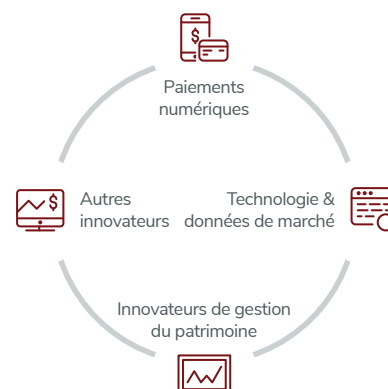 Paiements
numériques
Autres
innovateurs
Technologie &
données de marché
Innovateurs de gestion
du patrimoine